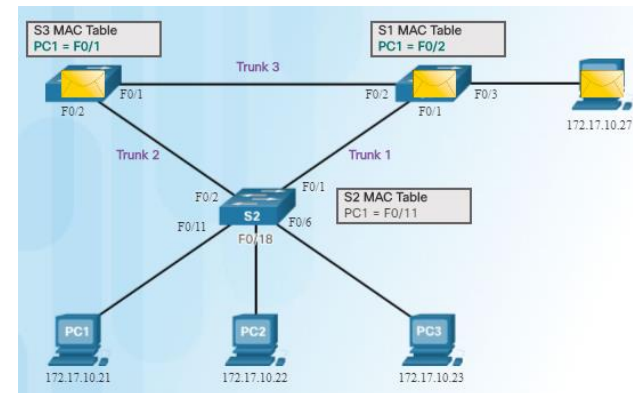 S3 MAC Table
PC1 = F0/1
S1 MAC Table
PC1 = F0/2
Trunk 3
F0/1
F0/2
F0/3
F0/2
F0/1
172.17.10.27
Trunk 2
Trunk 1
F0/2
F0/1
S2 MAC Table
PC1 = F0/11
S2
F0/11
F0/6
F0/18
PC1
PC2
PC3
172.17.10.21
172.17.10.22
172.17.10.23